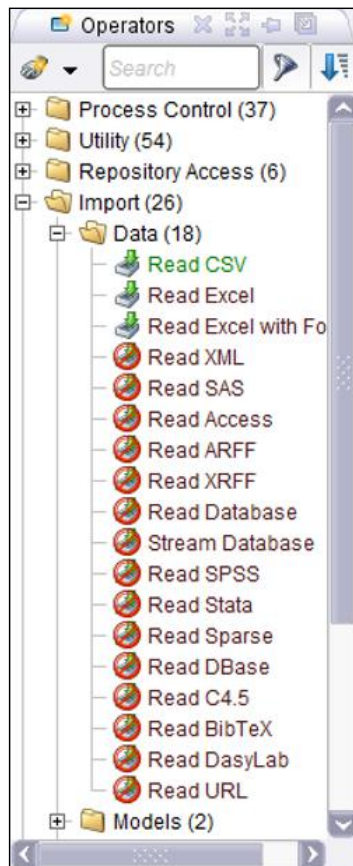 Operators
Search
Process Control (37)
Utility (54)
Repository Access (6)
Import (26)
Data (18)
Read CSV
Read Excel
Read Excel with Fo
Read XML
Read SAS
Read Access
Read ARFF
Read XRFF
Read Database
Stream Database
Read SPSS
Read Stata
Read Sparse
Read DBase
Read C4.5
Read BibTeX
Read DasyLab
Read URL
Models (2)